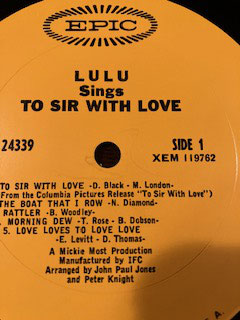 EPIC
LULU
Sings
TO SIR WITH LOVE
24339
SIDE 1
XEM 119762
TO SIR WITH LOVE -D. Black - M. London-
From the Columbia Pictures Release "To Sir With Love")
THE BOAT THAT I ROW -N. Diamond-
RATTLER -B. Woodley-
. MORNING DEW -T. Rose - B. Dobson-
5. LOVE LOVES TO LOVE LOVE
-E. Levitt - D. Thomas-
A Mickie Most Production
Manufactured by IFC
Arranged by John Paul Jones
and Peter Knight